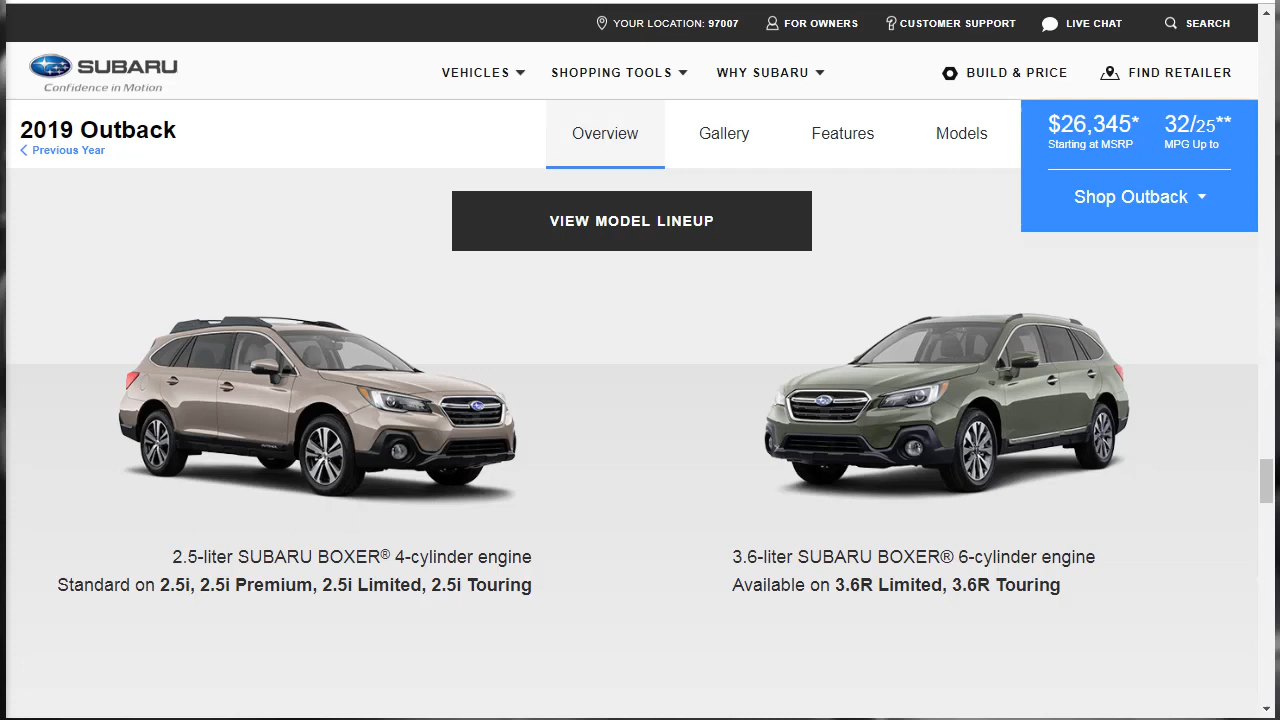 YOUR LOCATION: 97007 FOR OWNERS CUSTOMER SUPPORT LIVE CHAT SEARCH
SUBARU
Confidence in Motion
VEHICLES SHOPPING TOOLS WHY SUBARU BUILD & PRICE FIND RETAILER
2019 Outback
Previous Year
Overview Gallery Features Models
$26,345* 32/25**
Starting at MSRP MPG Up to
Shop Outback
VIEW MODEL LINEUP
2.5-liter SUBARU BOXER® 4-cylinder engine
Standard on 2.5i, 2.5i Premium, 2.5i Limited, 2.5i Touring
3.6-liter SUBARU BOXER® 6-cylinder engine
Available on 3.6R Limited, 3.6R Touring